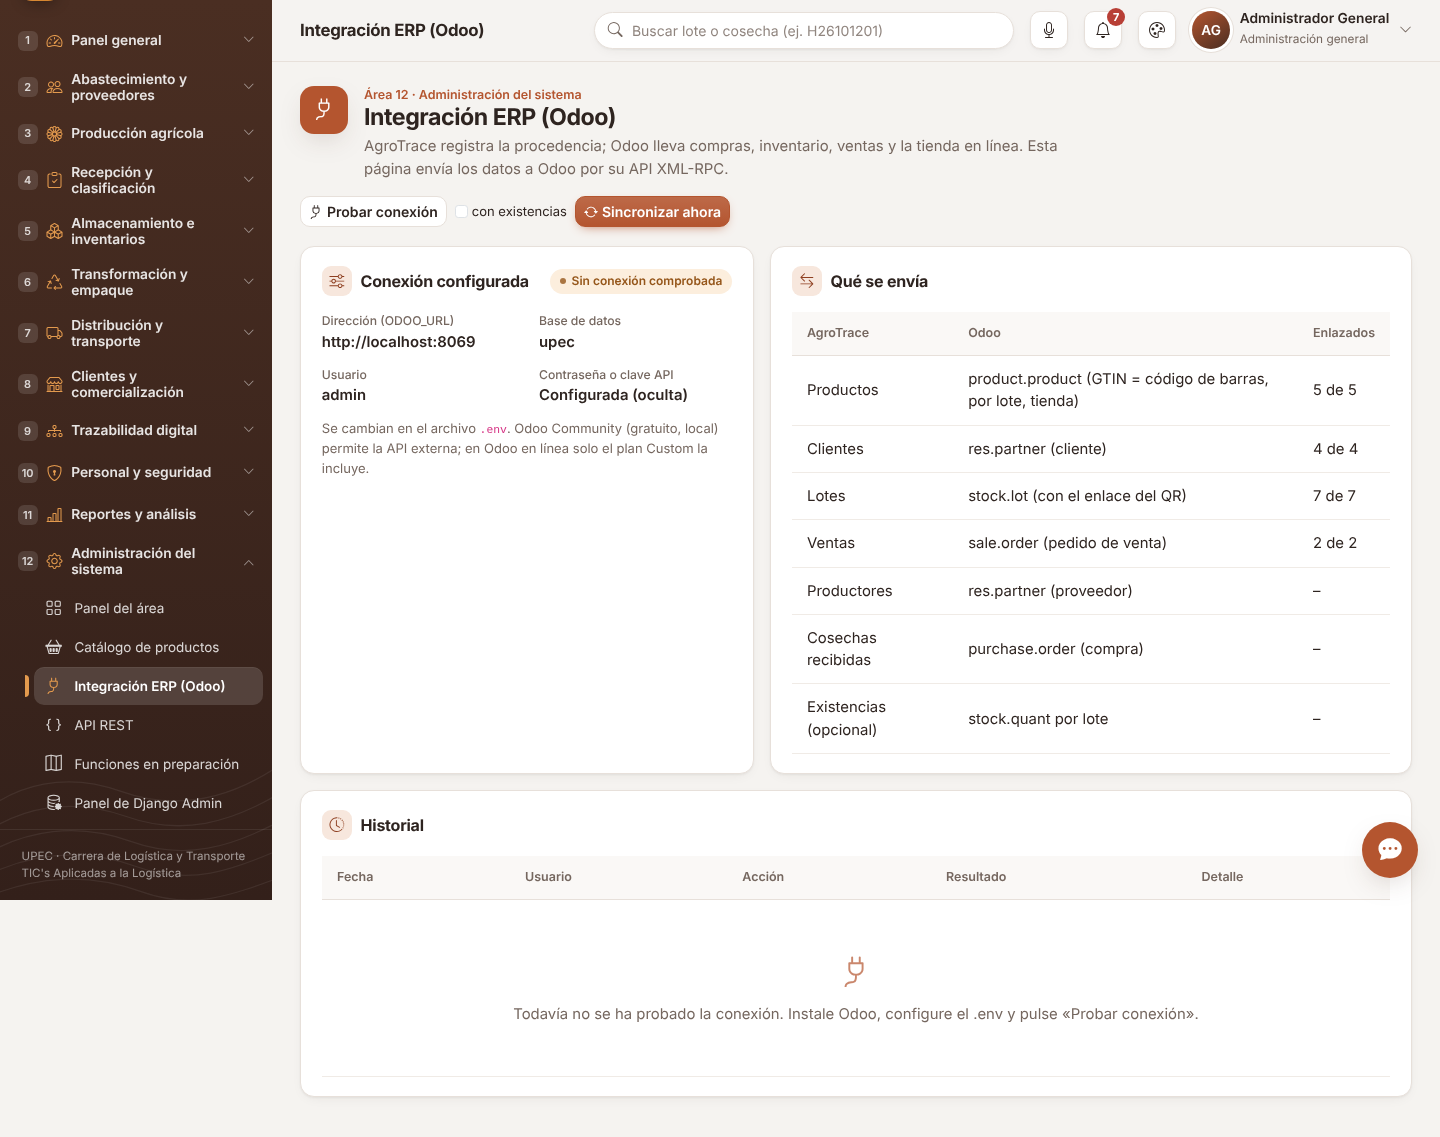 1 Panel general
2 Abastecimiento y
proveedores
3 Producción agrícola
4 Recepción y
clasificación
5 Almacenamiento e
inventarios
6 Transformación y
empaque
7 Distribución y
transporte
8 Clientes y
comercialización
9 Trazabilidad digital
10 Personal y seguridad
11 Reportes y análisis
12 Administración del
sistema
Panel del área
Catálogo de productos
Integración ERP (Odoo)
API REST
Funciones en preparación
Panel de Django Admin
UPEC · Carrera de Logística y Transporte
TIC's Aplicadas a la Logística
Integración ERP (Odoo)
Buscar lote o cosecha (ej. H26101201)
7
AG
Administrador General
Administración general
Área 12 · Administración del sistema
Integración ERP (Odoo)
AgroTrace registra la procedencia; Odoo lleva compras, inventario, ventas y la tienda en línea. Esta
página envía los datos a Odoo por su API XML-RPC.
Probar conexión
con existencias
Sincronizar ahora
Conexión configurada
Sin conexión comprobada
Dirección (ODOO_URL)
http://localhost:8069
Base de datos
upec
Usuario
admin
Contraseña o clave API
Configurada (oculta)
Se cambian en el archivo .env. Odoo Community (gratuito, local)
permite la API externa; en Odoo en línea solo el plan Custom la
incluye.
Qué se envía
AgroTrace Odoo Enlazados
Productos product.product (GTIN = código de barras,
por lote, tienda) 5 de 5
Clientes res.partner (cliente) 4 de 4
Lotes stock.lot (con el enlace del QR) 7 de 7
Ventas sale.order (pedido de venta) 2 de 2
Productores res.partner (proveedor) –
Cosechas
recibidas purchase.order (compra) –
Existencias
(opcional) stock.quant por lote –
Historial
Fecha Usuario Acción Resultado Detalle
Todavía no se ha probado la conexión. Instale Odoo, configure el .env y pulse «Probar conexión».